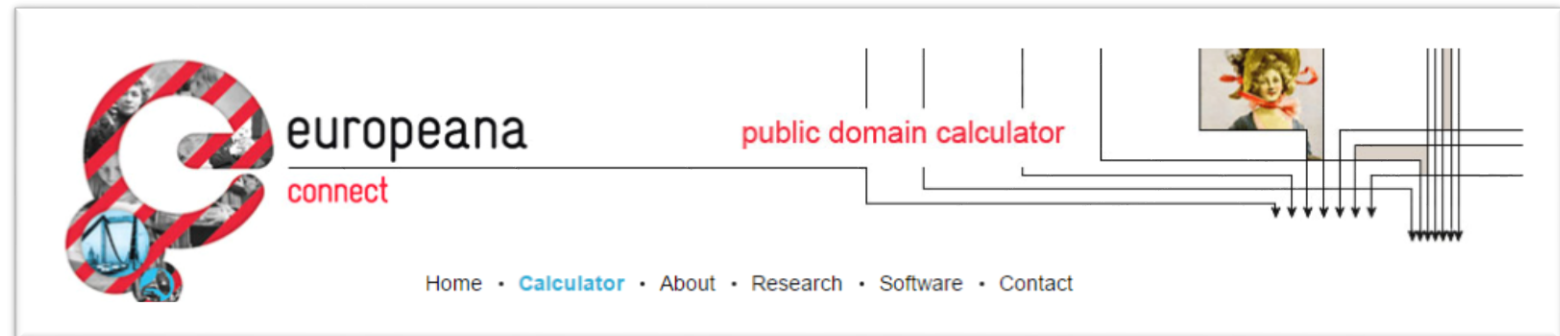 europeana
connect
public domain calculator
Home · Calculator · About · Research · Software · Contact